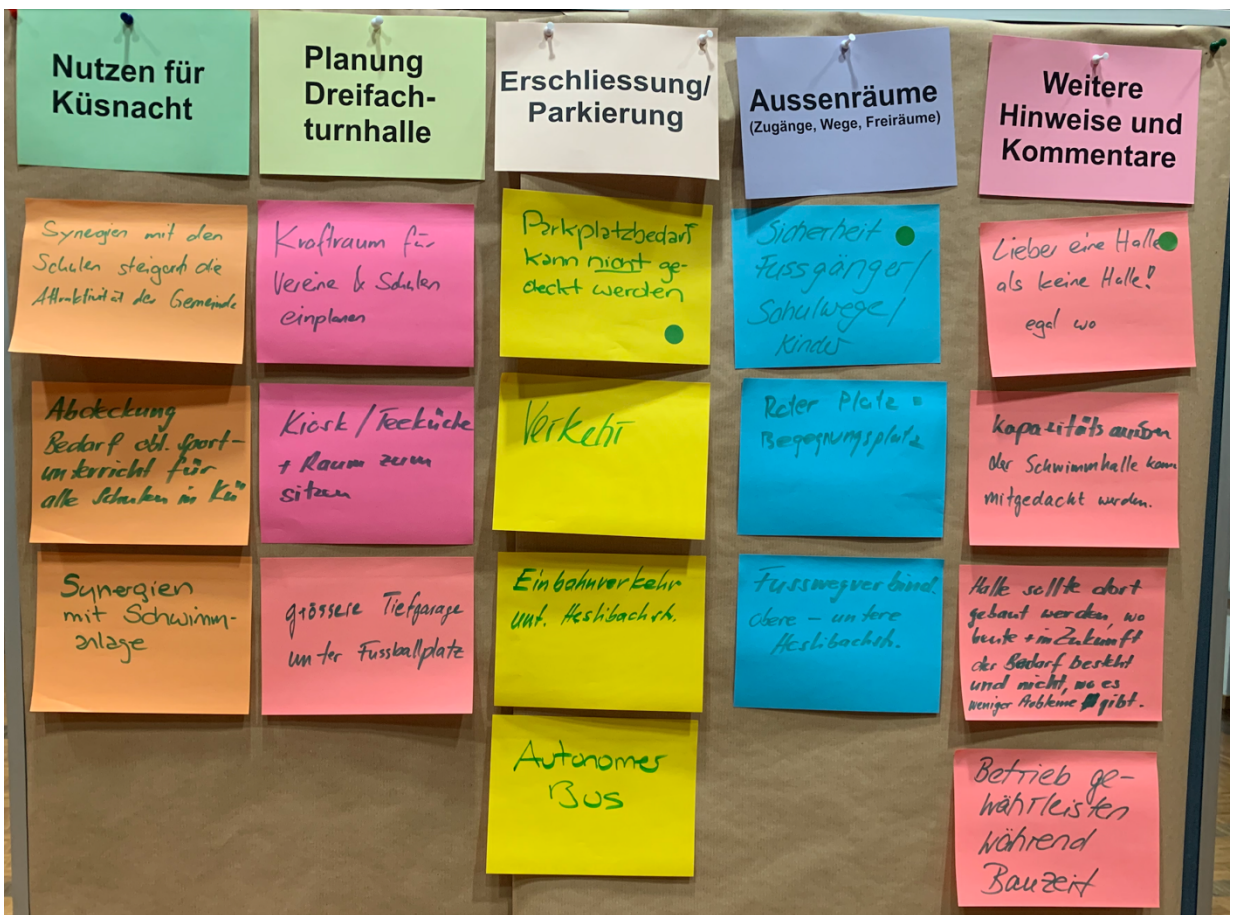 Nutzen für
Küsnacht
Synergien mit den
Schulen steigert die
Attraktivität der Gemeinde
Abdeckung
Bedarf obl. Sport-
unterricht für
alle Schulen in Kü
Synergien
mit Schwimm-
anlage
Planung
Dreifach-
turnhalle
Kraftraum für
Vereine & Schulen
einplanen
Kiosk / Teeküche
+ Raum zum
sitzen
grössere Tiefgarage
unter Fussballplatz
Erschliessung/
Parkierung
Parkplatzbedarf
kann nicht ge-
deckt werden
Verkehr
Einbahnverkehr
unt. Heslibachstr.
Autonomer
Bus
Aussenräume
(Zugänge, Wege, Freiräume)
Sicherheit
Fussgänger/
Schulwege/
Kinder
Roter Platz =
Begegnungsplatz
Fusswegverbind.
obere – untere
Heslibachstr.
Weitere
Hinweise und
Kommentare
Lieber eine Halle
als keine Halle!
egal wo
Kapazitäts ausbau
der Schwimmhalle kann
mitgedacht werden.
Halle sollte dort
gebaut werden, wo
heute + in Zukunft
der Bedarf besteht
und nicht, wo es
weniger Probleme gibt.
Betrieb ge-
währleisten
während
Bauzeit